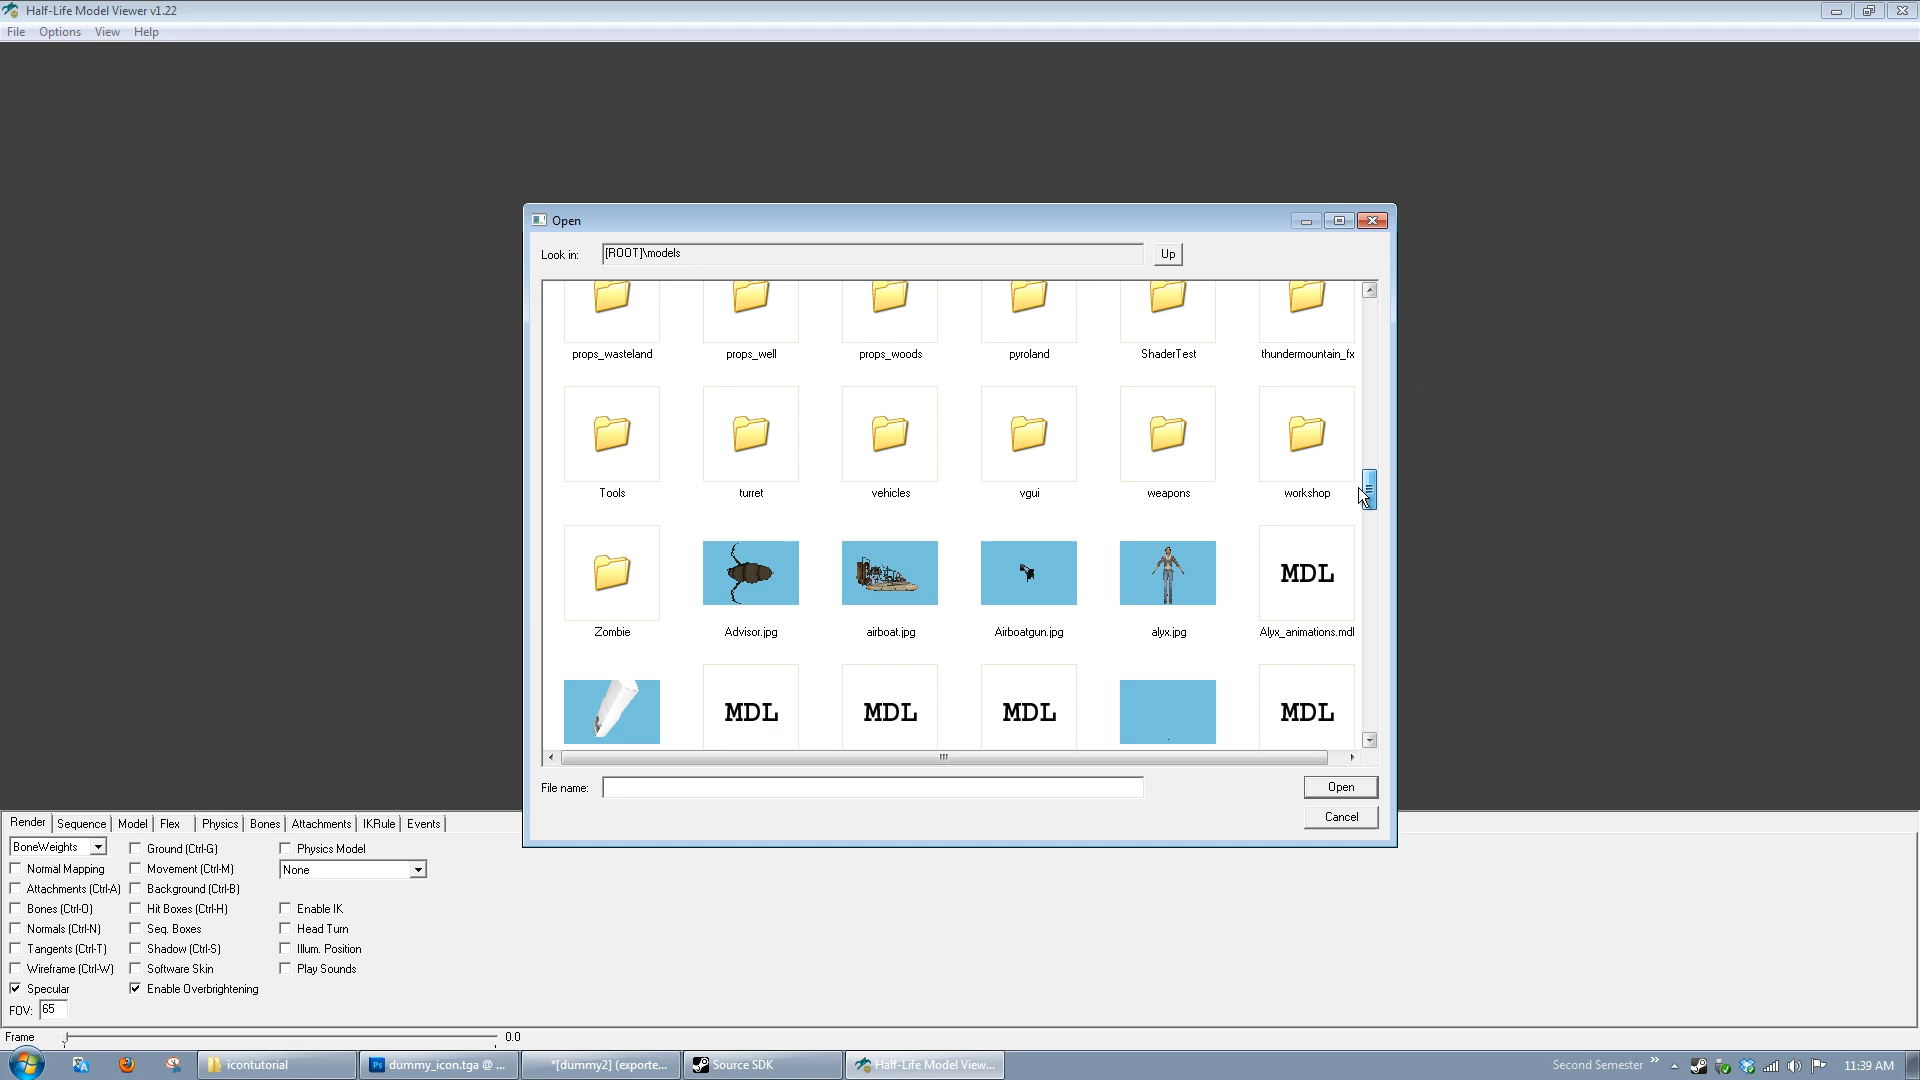 Half-Life Model Viewer v1.22
File Options View Help
Open
Look in: [ROOT]\models Up
props_wasteland props_well props_woods pyroland ShaderTest thundermountain_fx
Tools turret vehicles vgui weapons workshop
MDL
Zombie Advisor.jpg airboat.jpg Airboatgun.jpg alyx.jpg Alyx_animations.mdl
MDL MDL MDL MDL
File name: Open
Cancel
Render Sequence Model Flex Physics Bones Attachments IKRule Events
BoneWeights Ground (Ctrl-G) Physics Model
Normal Mapping Movement (Ctrl-M) None
Attachments (Ctrl-A) Background (Ctrl-B)
Bones (Ctrl-O) Hit Boxes (Ctrl-H) Enable IK
Normals (Ctrl-N) Seq. Boxes Head Turn
Tangents (Ctrl-T) Shadow (Ctrl-S) Illum. Position
Wireframe (Ctrl-W) Software Skin Play Sounds
Specular Enable Overbrightening
FOV: 65
Frame 0.0
icontutorial Ps dummy_icon.tga @ ... *[dummy2] (exporte... Source SDK Half-Life Model View... Second Semester » 11:39 AM